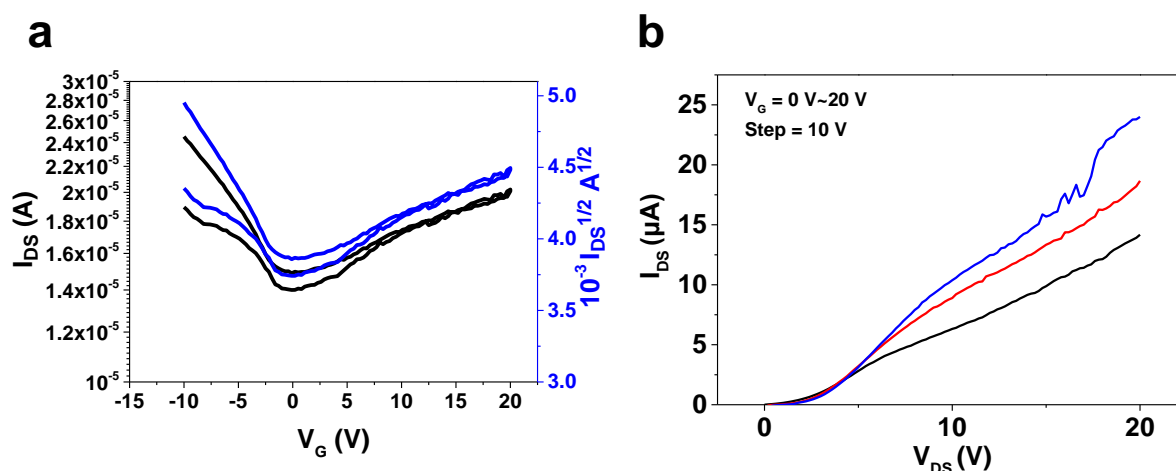 a
3x10⁻⁵
2.8x10⁻⁵
2.6x10⁻⁵
2.4x10⁻⁵
2.2x10⁻⁵
2x10⁻⁵
1.8x10⁻⁵
1.6x10⁻⁵
1.4x10⁻⁵
1.2x10⁻⁵
10⁻⁵
I_DS (A)
-15 -10 -5 0 5 10 15 20
V_G (V)
5.0
4.5
4.0
3.5
3.0
10⁻³ I_DS^1/2 A^1/2
b
V_G = 0 V~20 V
Step = 10 V
25
20
15
10
5
0
I_DS (µA)
0 10 20
V_DS (V)